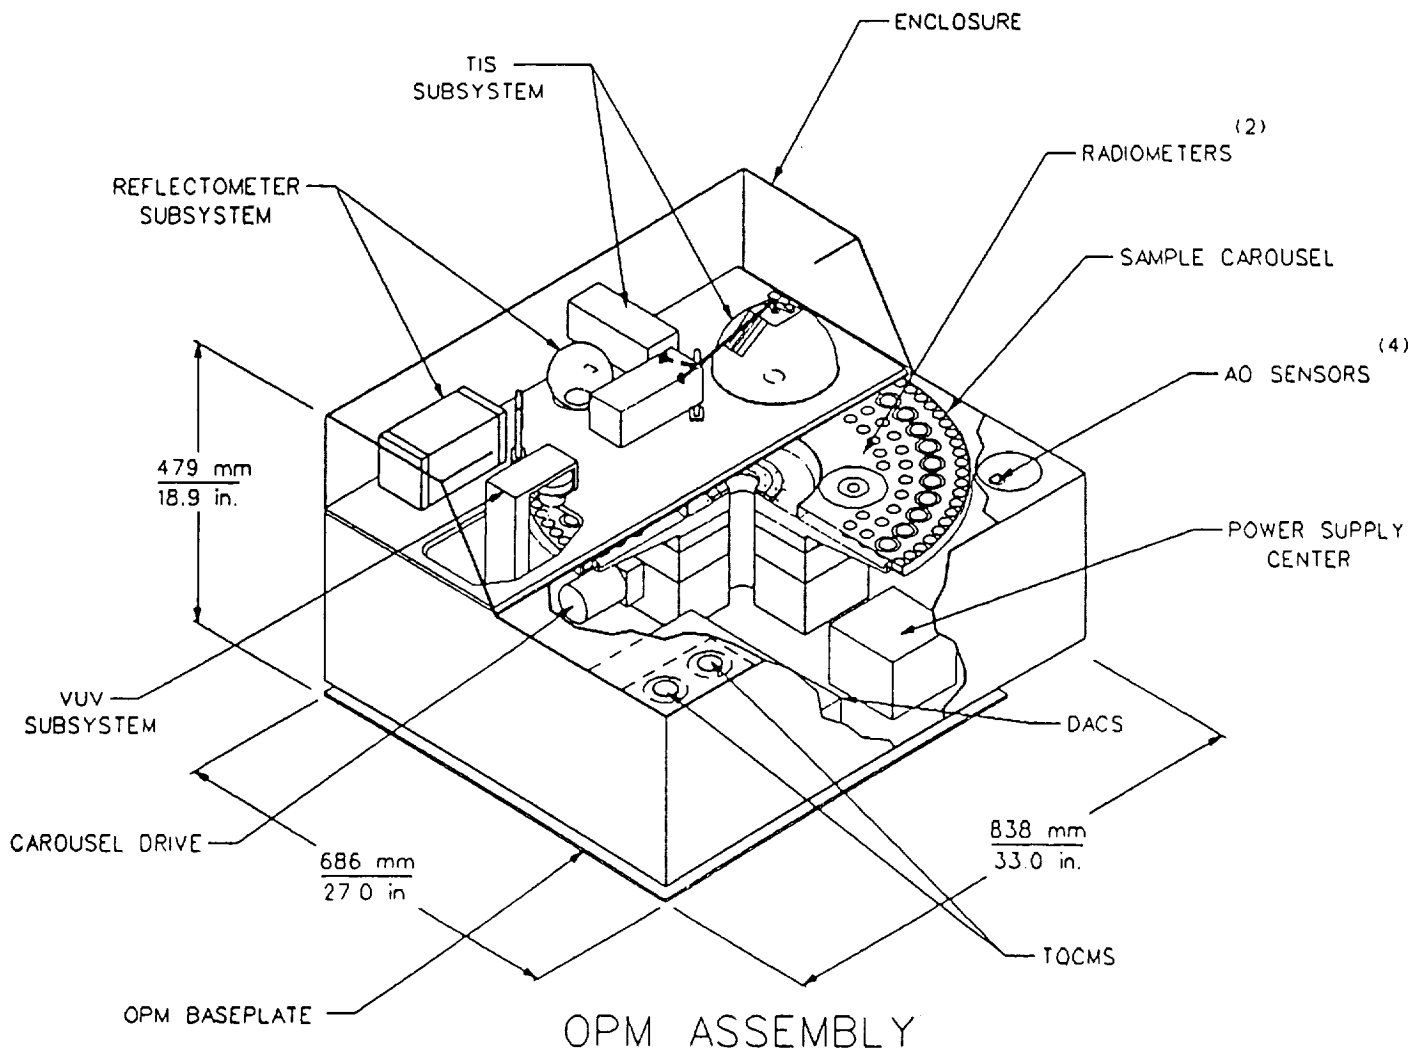 ENCLOSURE
TIS
SUBSYSTEM
(2)
RADIOMETERS
REFLECTOMETER
SUBSYSTEM
SAMPLE CAROUSEL
(4)
AO SENSORS
479 mm
18.9 in.
POWER SUPPLY
CENTER
VUV
SUBSYSTEM
DACS
CAROUSEL DRIVE
838 mm
33.0 in.
686 mm
27.0 in
TQCMS
OPM BASEPLATE
OPM ASSEMBLY